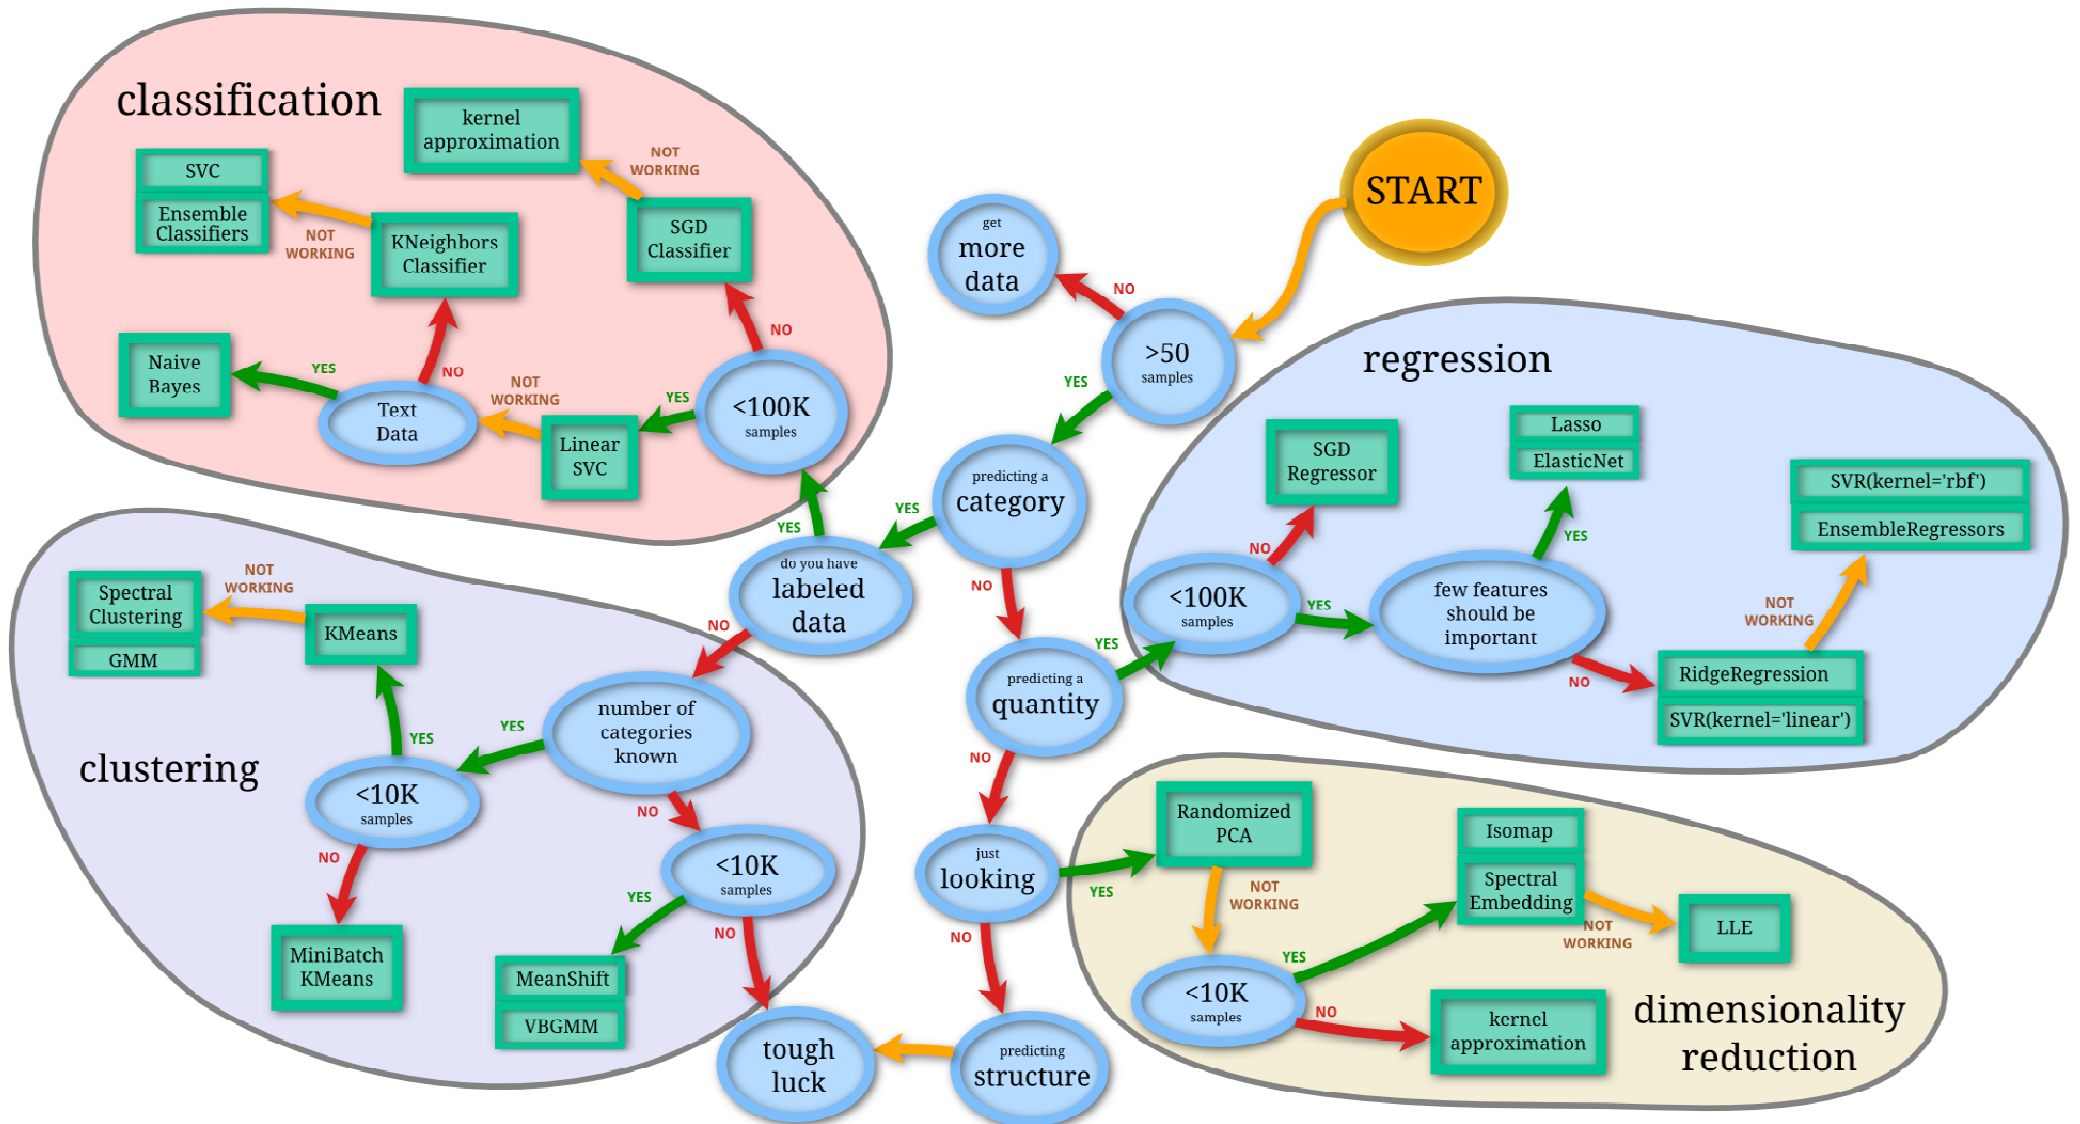 classification
kernel
approximation
NOT
WORKING
SVC
Ensemble
Classifiers
NOT
WORKING
KNeighbors
Classifier
SGD
Classifier
NO
Naive
Bayes
YES
NO
Text
Data
NOT
WORKING
Linear
SVC
YES
<100K
samples
YES
START
get
more
data
NO
>50
samples
YES
predicting a
category
YES
NO
do you have
labeled
data
NO
predicting a
quantity
YES
NO
just
looking
YES
NO
predicting
structure
tough
luck
regression
SGD
Regressor
NO
<100K
samples
YES
Lasso
ElasticNet
YES
few features
should be
important
NO
SVR(kernel='rbf')
EnsembleRegressors
NOT
WORKING
RidgeRegression
SVR(kernel='linear')
clustering
Spectral
Clustering
GMM
NOT
WORKING
KMeans
YES
<10K
samples
NO
MiniBatch
KMeans
number of
categories
known
YES
NO
<10K
samples
YES
NO
MeanShift
VBGMM
Randomized
PCA
NOT
WORKING
<10K
samples
YES
NO
Isomap
Spectral
Embedding
NOT
WORKING
LLE
kernel
approximation
dimensionality
reduction